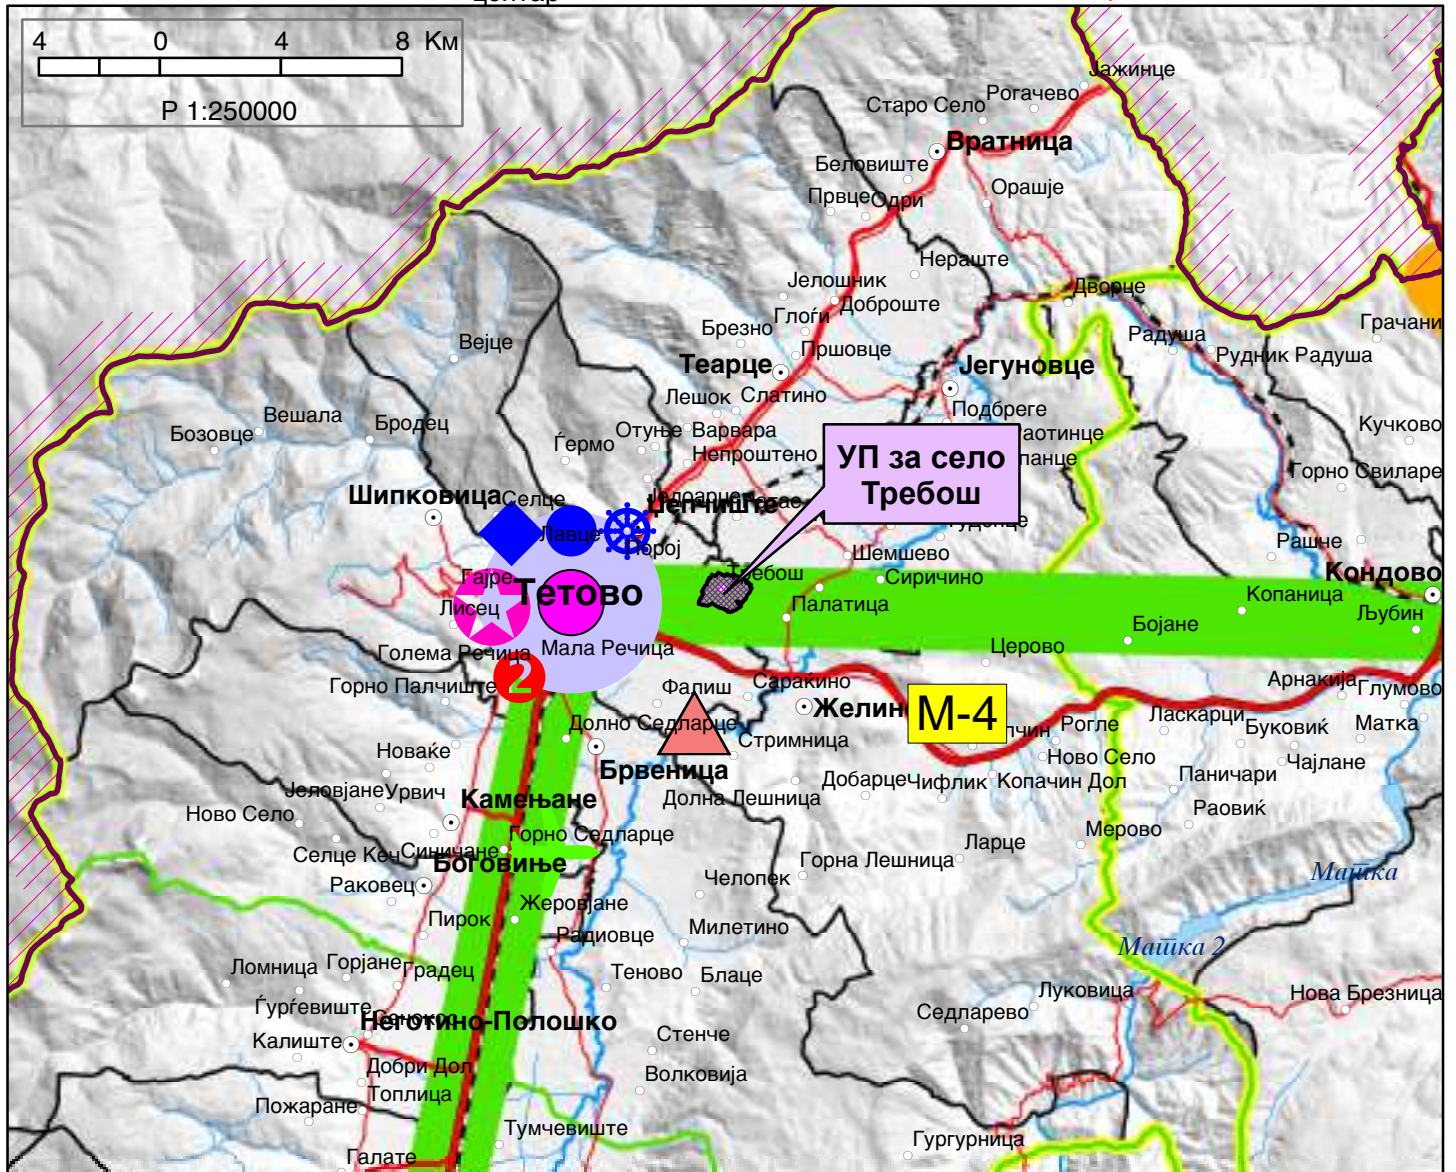 4 0 4 8 Км
Р 1:250000
Јажинце
Рогачево
Старо Село
Вратница
Беловиште
Орашје
Првце
Одри
Нераште
Јелошник
Дворце
Доброште
Глоѓи
Брезно
Грачани
Радуша
Рудник Радуша
Вејце
Пршовце
Теарце
Јегуновце
Лешок
Слатино
Подбреге
Вешала
Бродец
Бозовце
Ѓермо
Отуње
Варвара
Кучково
Непроштено
УП за село
Требош
Горно Свиларе
Шипковица
Селце
Лавце
Порој
Рашче
Шемшево
Требош
Сиричино
Гајре
Тетово
Кондово
Лисец
Палатица
Копаница
Љубин
Бојане
Голема Речица
Мала Речица
Церово
2
Горно Палчиште
Фалиш
Сараќино
Арнакија
Глумово
М-4
Долно Седларце
Рогле
Ласкарци
Буковиќ
Матка
Новаќе
Стримница
Ново Село
Чајлане
Брвеница
Добарце
Чифлик
Копачин Дол
Паничари
Јеловјане
Урвич
Камењане
Долна Лешница
Раовиќ
Ново Село
Горно Седларце
Мерово
Селце Кеч
Синичане
Боговиње
Горна Лешница
Ларце
Матка
Раковец
Челопек
Жеровјане
Пирок
Радиовце
Милетино
Матка 2
Ломница
Горјане
Градец
Теново
Блаце
Луковица
Нова Брезница
Ѓурѓевиште
Неготино-Полошко
Седларево
Калиште
Стенче
Добри Дол
Волковија
Топлица
Пожаране
Тумчевиште
Гургурница
Галате